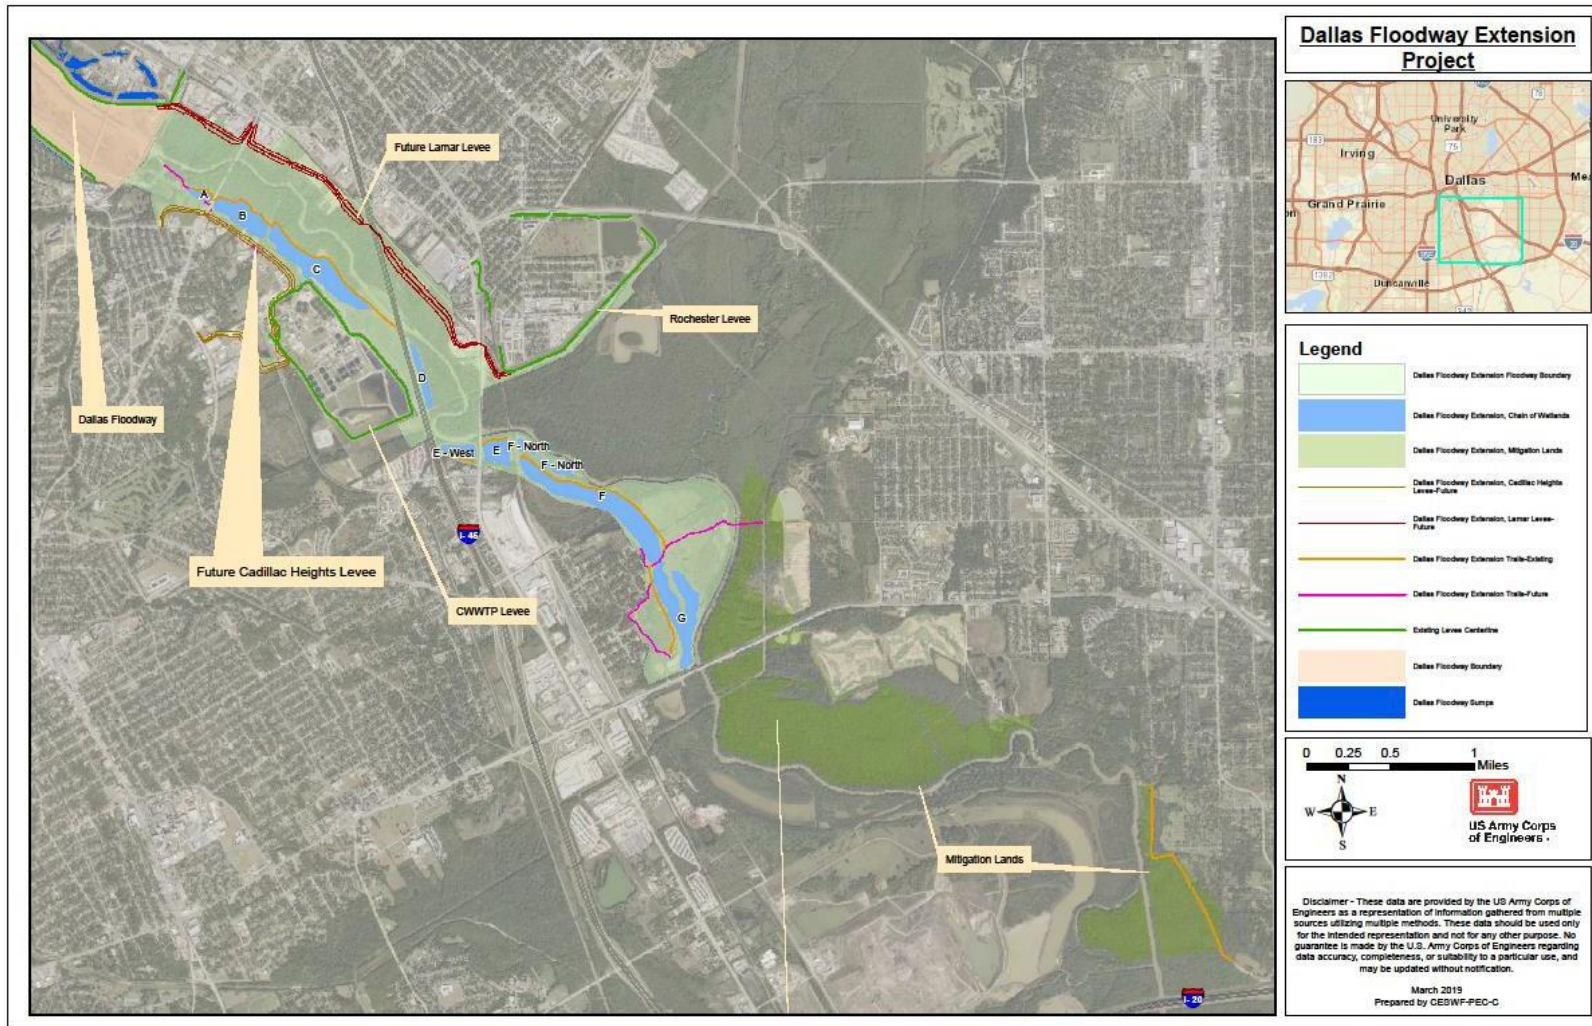 Dallas Floodway Extension
Project
Future Lamar Levee
A
B
C
D
Rochester Levee
Dallas Floodway
E - West
E
F - North
F - North
F
G
I- 45
Future Cadillac Heights Levee
CWWTP Levee
Mitigation Lands
I- 20
University
Park
78
183
75
Irving
Dallas
Grand Prairie
Duncanville
20
1382
342
Legend
Dallas Floodway Extension Floodway Boundary
Dallas Floodway Extension, Chain of Wetlands
Dallas Floodway Extension, Mitigation Lands
Dallas Floodway Extension, Cadillac Heights
Levee-Future
Dallas Floodway Extension, Lamar Levee-
Future
Dallas Floodway Extension Trails-Existing
Dallas Floodway Extension Trails-Future
Existing Levee Centerline
Dallas Floodway Boundary
Dallas Floodway Sumps
0 0.25 0.5 1
Miles
N
W E
S
US Army Corps
of Engineers
Disclaimer - These data are provided by the US Army Corps of
Engineers as a representation of information gathered from multiple
sources utilizing multiple methods. These data should be used only
for the intended representation and not for any other purpose. No
guarantee is made by the U.S. Army Corps of Engineers regarding
data accuracy, completeness, or suitability to a particular use, and
may be updated without notification.
March 2019
Prepared by CESWF-PEC-C